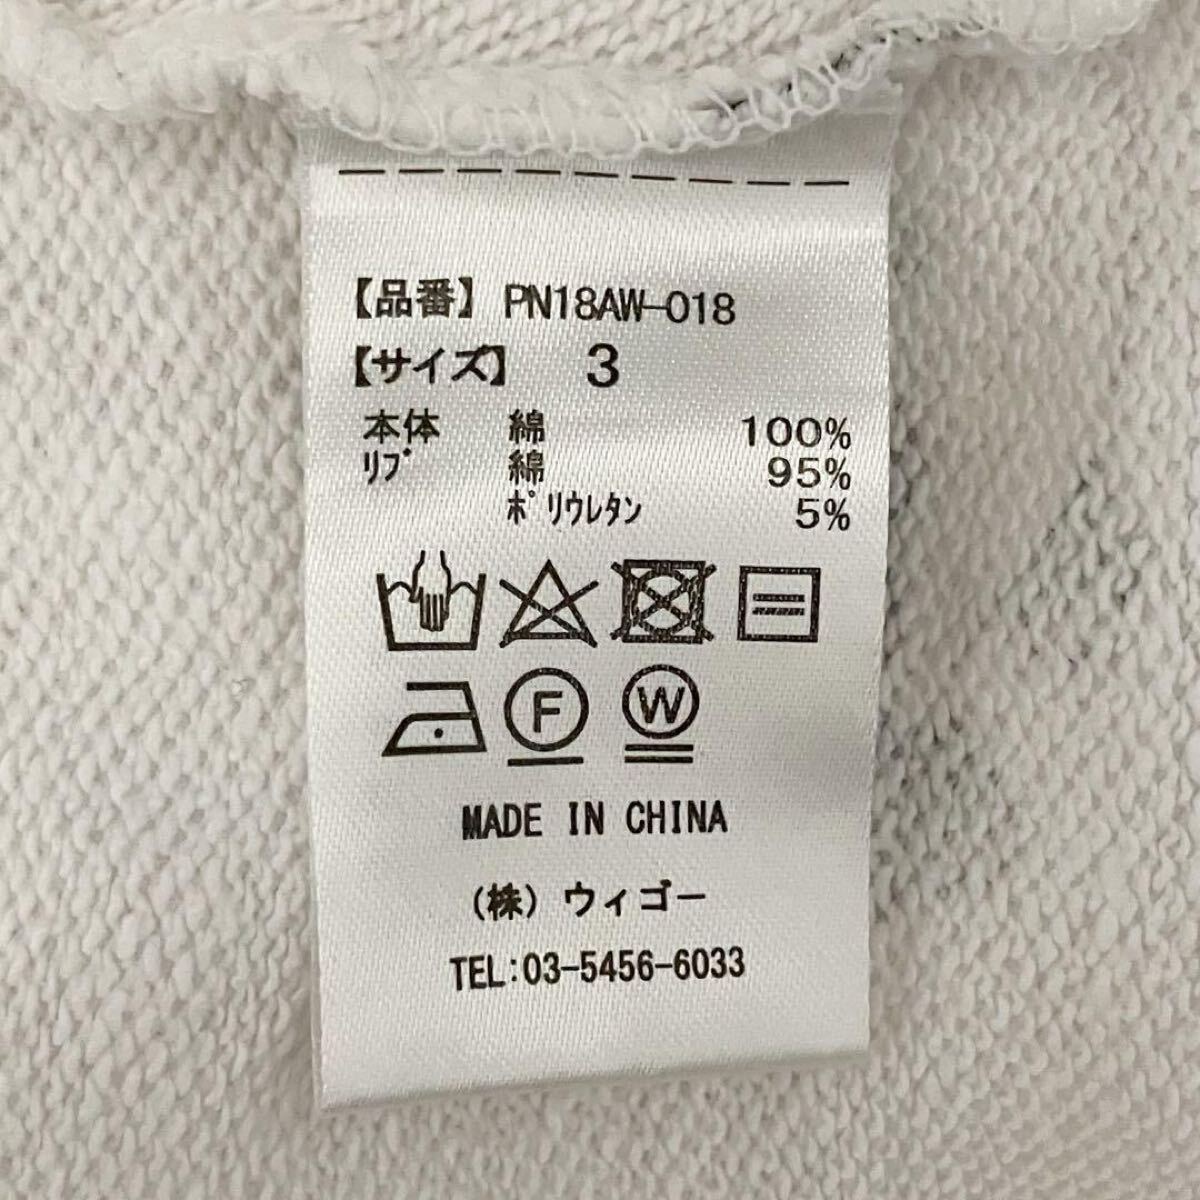 【品番】 PN18AW-018
【サイズ】 3
本体 綿 100%
ﾘﾌﾞ 綿 95%
ﾎﾟﾘｳﾚﾀﾝ 5%
F W
MADE IN CHINA
(株) ウィゴー
TEL:03-5456-6033